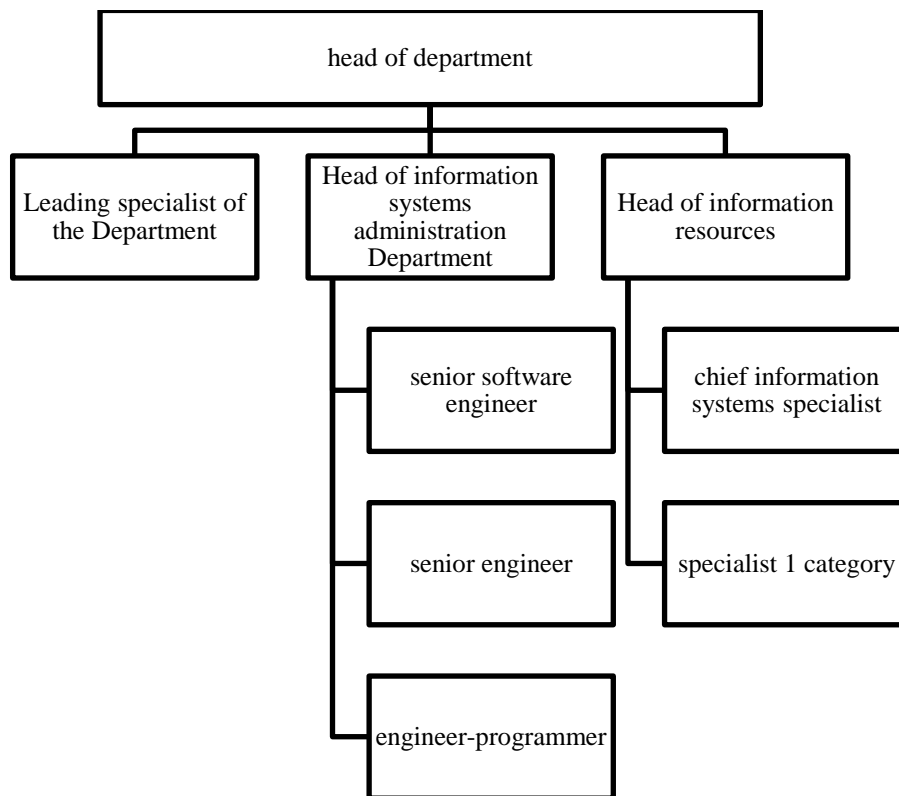 head of department
Leading specialist of
the Department
Head of information
systems
administration
Department
Head of information
resources
senior software
engineer
chief information
systems specialist
senior engineer
specialist 1 category
engineer-programmer